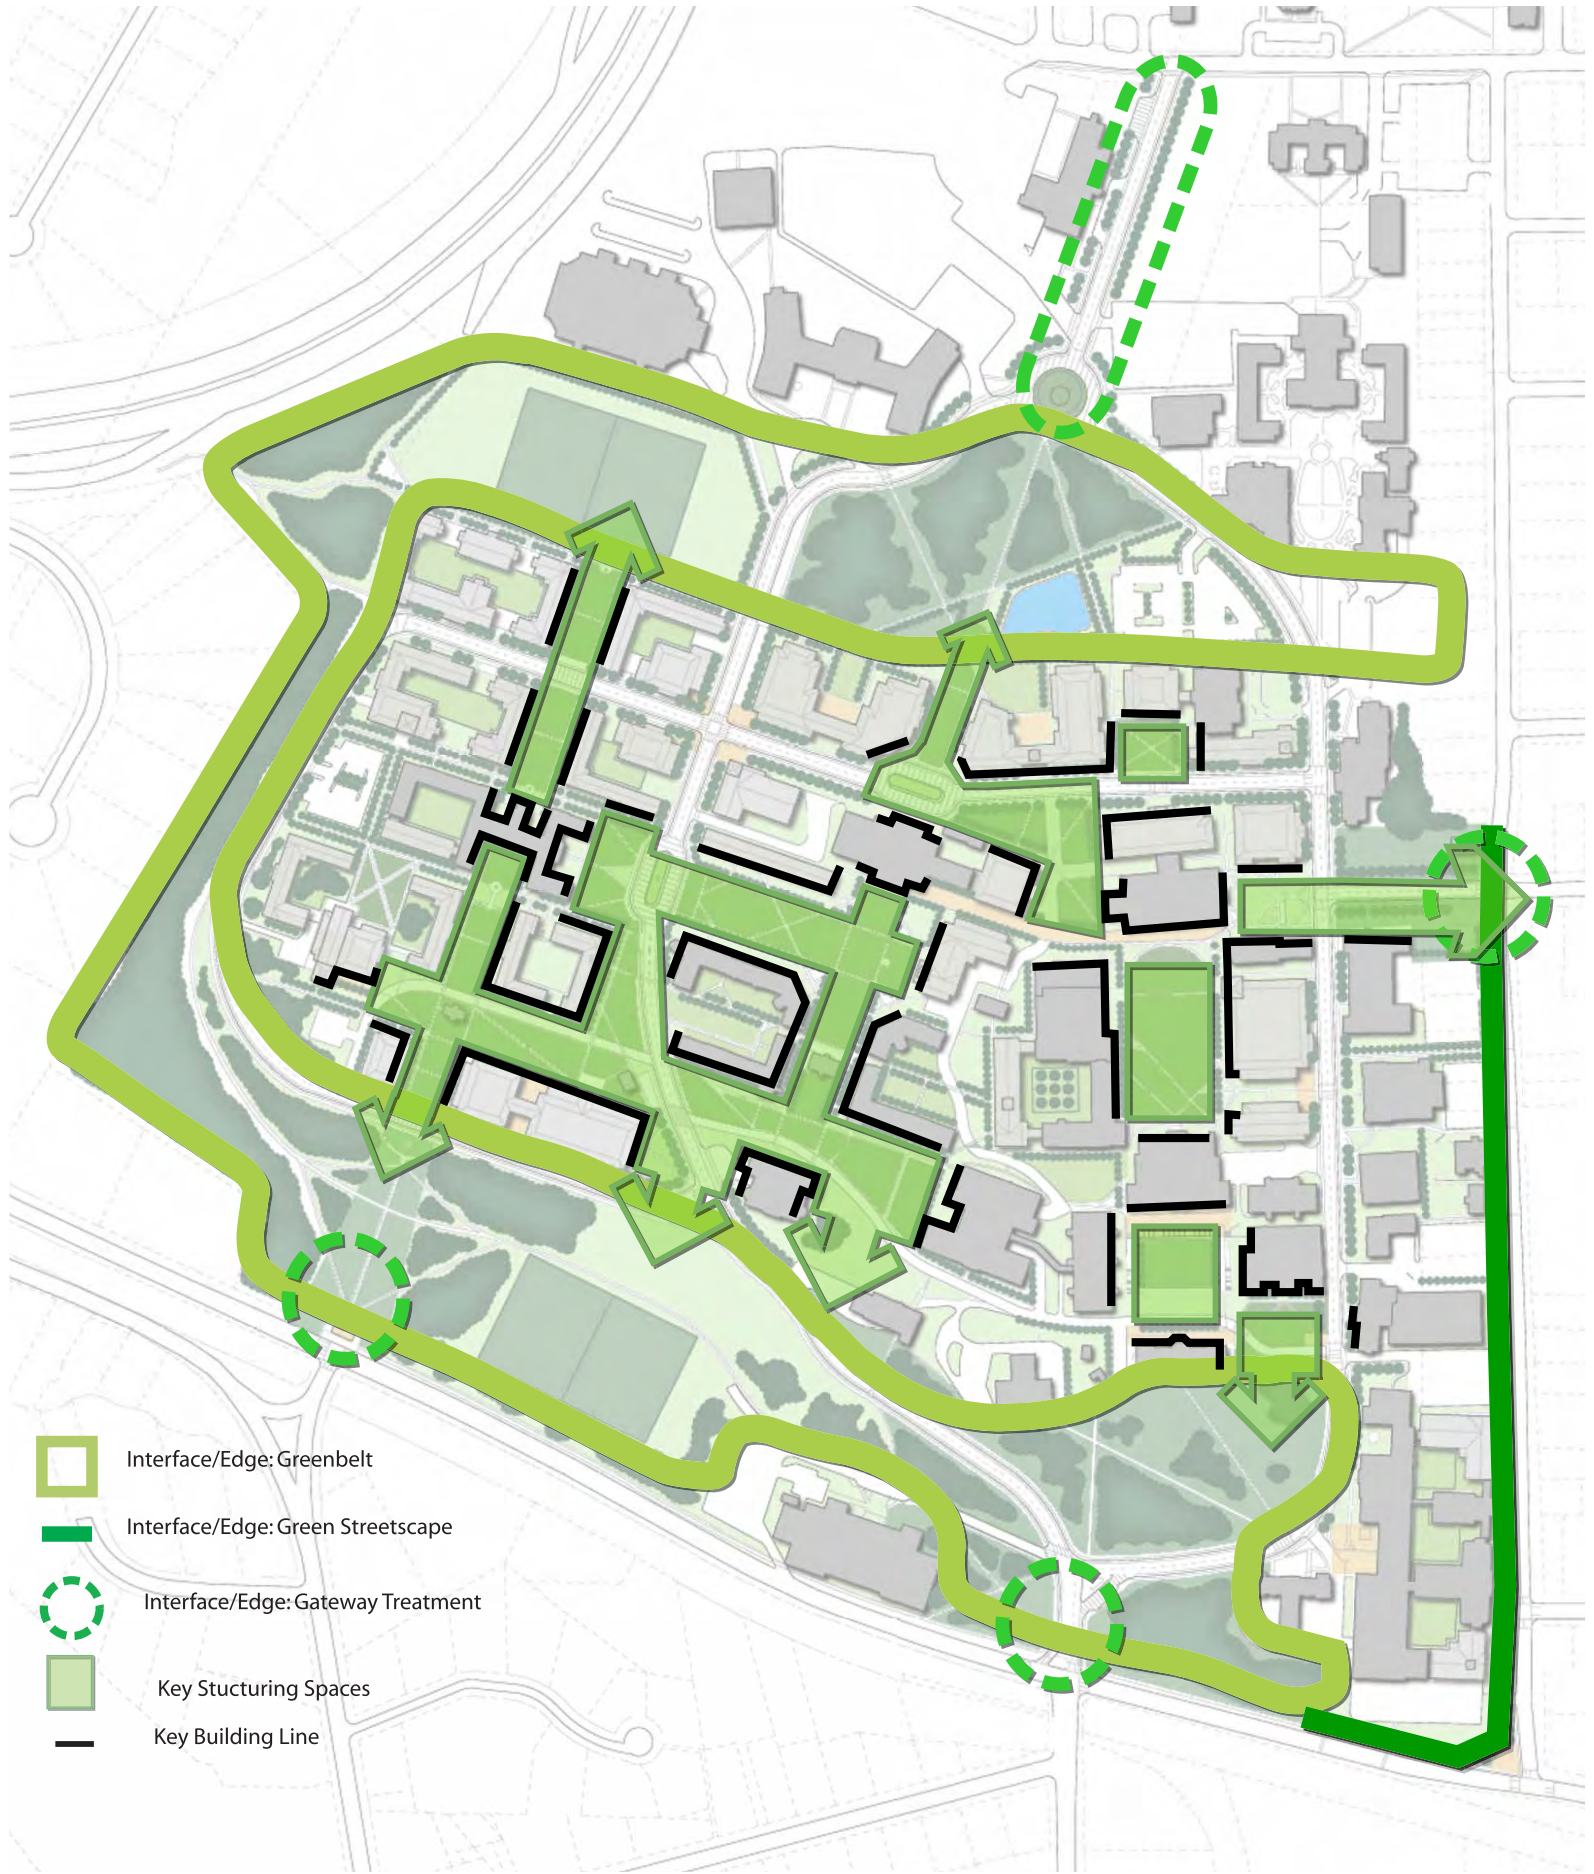 Interface/Edge: Greenbelt
Interface/Edge: Green Streetscape
Interface/Edge: Gateway Treatment
Key Stucturing Spaces
Key Building Line